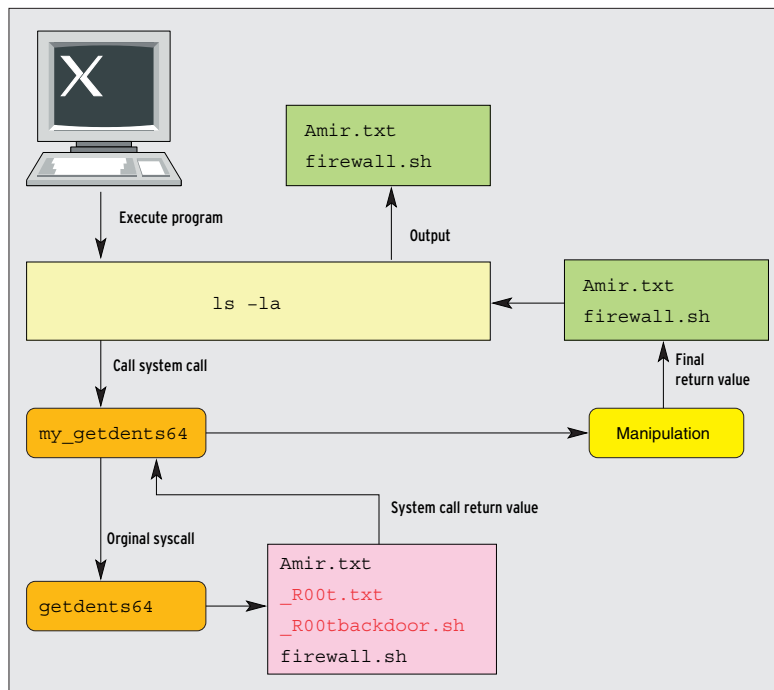 X
Amir.txt
firewall.sh
Execute program
Output
ls -la
Amir.txt
firewall.sh
Call system call
Final
return value
my_getdents64
Manipulation
System call return value
Orginal syscall
Amir.txt
_R00t.txt
_R00tbackdoor.sh
firewall.sh
getdents64